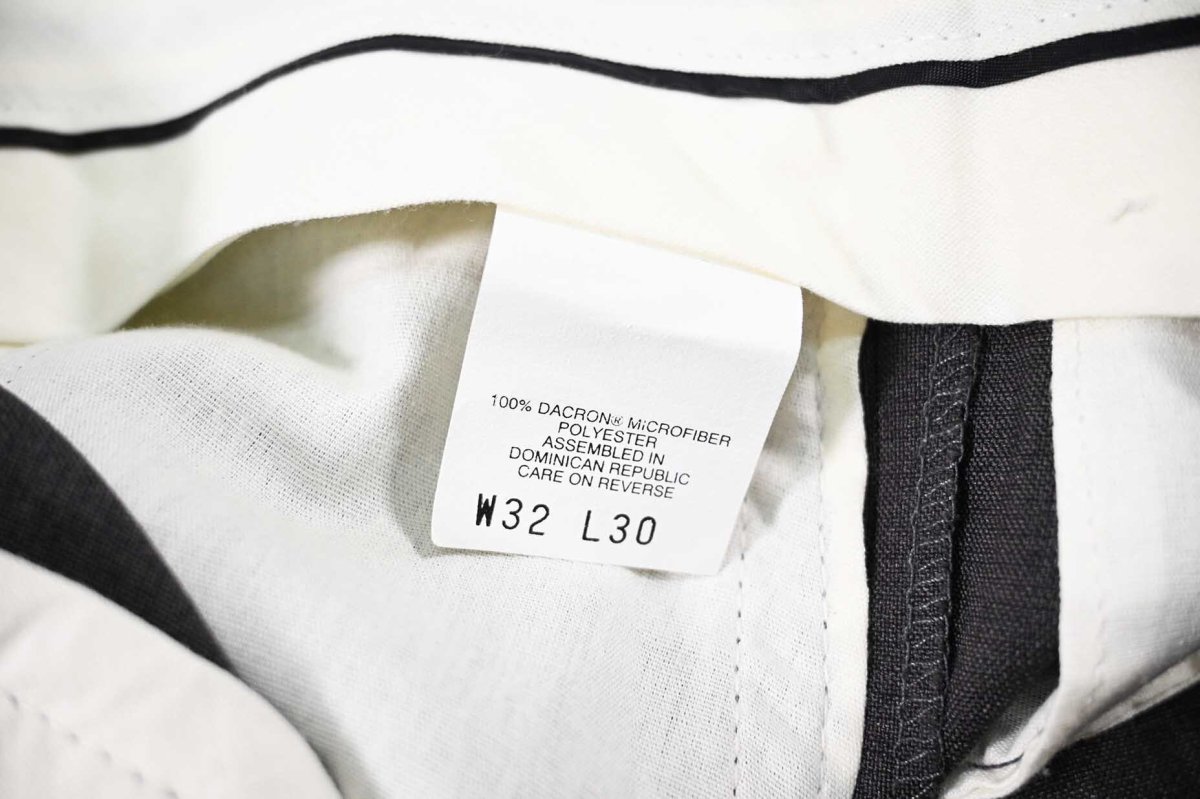 100% DACRON® MICROFIBER
POLYESTER
ASSEMBLED IN
DOMINICAN REPUBLIC
CARE ON REVERSE
W32 L30